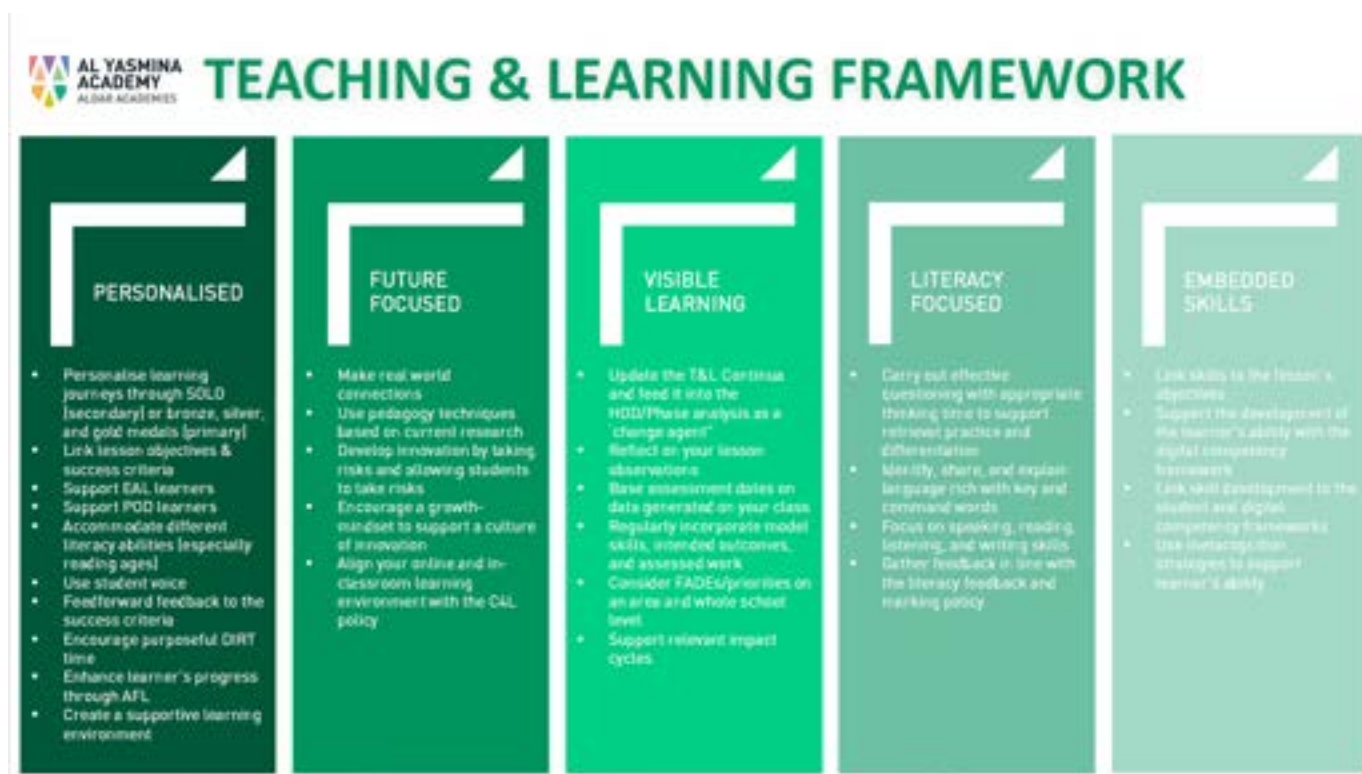 AL YASMINA
ACADEMY
ALDAR ACADEMIES
TEACHING & LEARNING FRAMEWORK
PERSONALISED
• Personalise learning
journeys through SOLO
(secondary) or bronze, silver,
and gold medals (primary)
• Link lesson objectives &
success criteria
• Support EAL learners
• Support POD learners
• Accommodate different
literacy abilities (especially
reading ages)
• Use student voice
• Feedforward feedback to the
success criteria
• Encourage purposeful DIRT
time
• Enhance learner's progress
through AFL
• Create a supportive learning
environment
FUTURE
FOCUSED
• Make real world
connections
• Use pedagogy techniques
based on current research
• Develop innovation by taking
risks and allowing students
to take risks
• Encourage a growth-
mindset to support a culture
of innovation
• Align your online and in-
classroom learning
environment with the C4L
policy
VISIBLE
LEARNING
• Update the T&L Continua
and feed it into the
HOD/Phase analysis as a
"change agent"
• Reflect on your lesson
observations
• Base assessment dates on
data generated on your class
• Regularly incorporate model
skills, intended outcomes,
and assessed work
• Consider FADEs/priorities on
an area and whole school
level
• Support relevant impact
cycles
LITERACY
FOCUSED
• Carry out effective
questioning with appropriate
thinking time to support
retrieval practice and
differentiation
• Identify, share, and explain
language rich with key and
command words
• Focus on speaking, reading,
listening, and writing skills
• Gather feedback in line with
the literacy feedback and
marking policy
EMBEDDED
SKILLS
• Link skills to the lesson's
objectives
• Support the development of
the learner's ability with the
digital competency
framework
• Link skill development to the
student and digital
competency frameworks
• Use metacognition
strategies to support
learner's ability